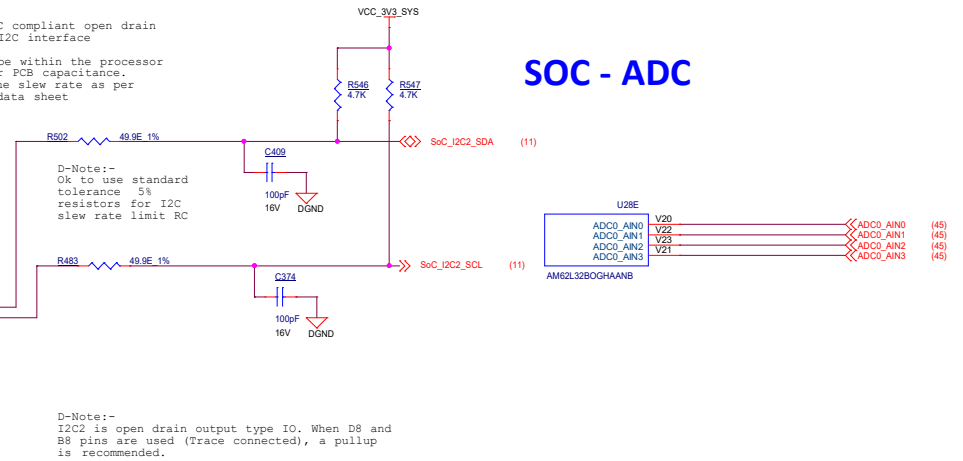 VCC_3V3_SYS
C compliant open drain
I2C interface
be within the processor
r PCB capacitance.
he slew rate as per
data sheet
SOC - ADC
R546
4.7K
R547
4.7K
R502
49.9E_1%
SoC_I2C2_SDA
(11)
C409
100pF
16V
DGND
D-Note:-
Ok to use standard
tolerance 5%
resistors for I2C
slew rate limit RC
U28E
ADC0_AIN0
ADC0_AIN1
ADC0_AIN2
ADC0_AIN3
V20
V22
V23
V21
ADC0_AIN0 (45)
ADC0_AIN1 (45)
ADC0_AIN2 (45)
ADC0_AIN3 (45)
AM62L32BOGHAANB
R483
49.9E_1%
SoC_I2C2_SCL
(11)
C374
100pF
16V
DGND
D-Note:-
I2C2 is open drain output type IO. When D8 and
B8 pins are used (Trace connected), a pullup
is recommended.